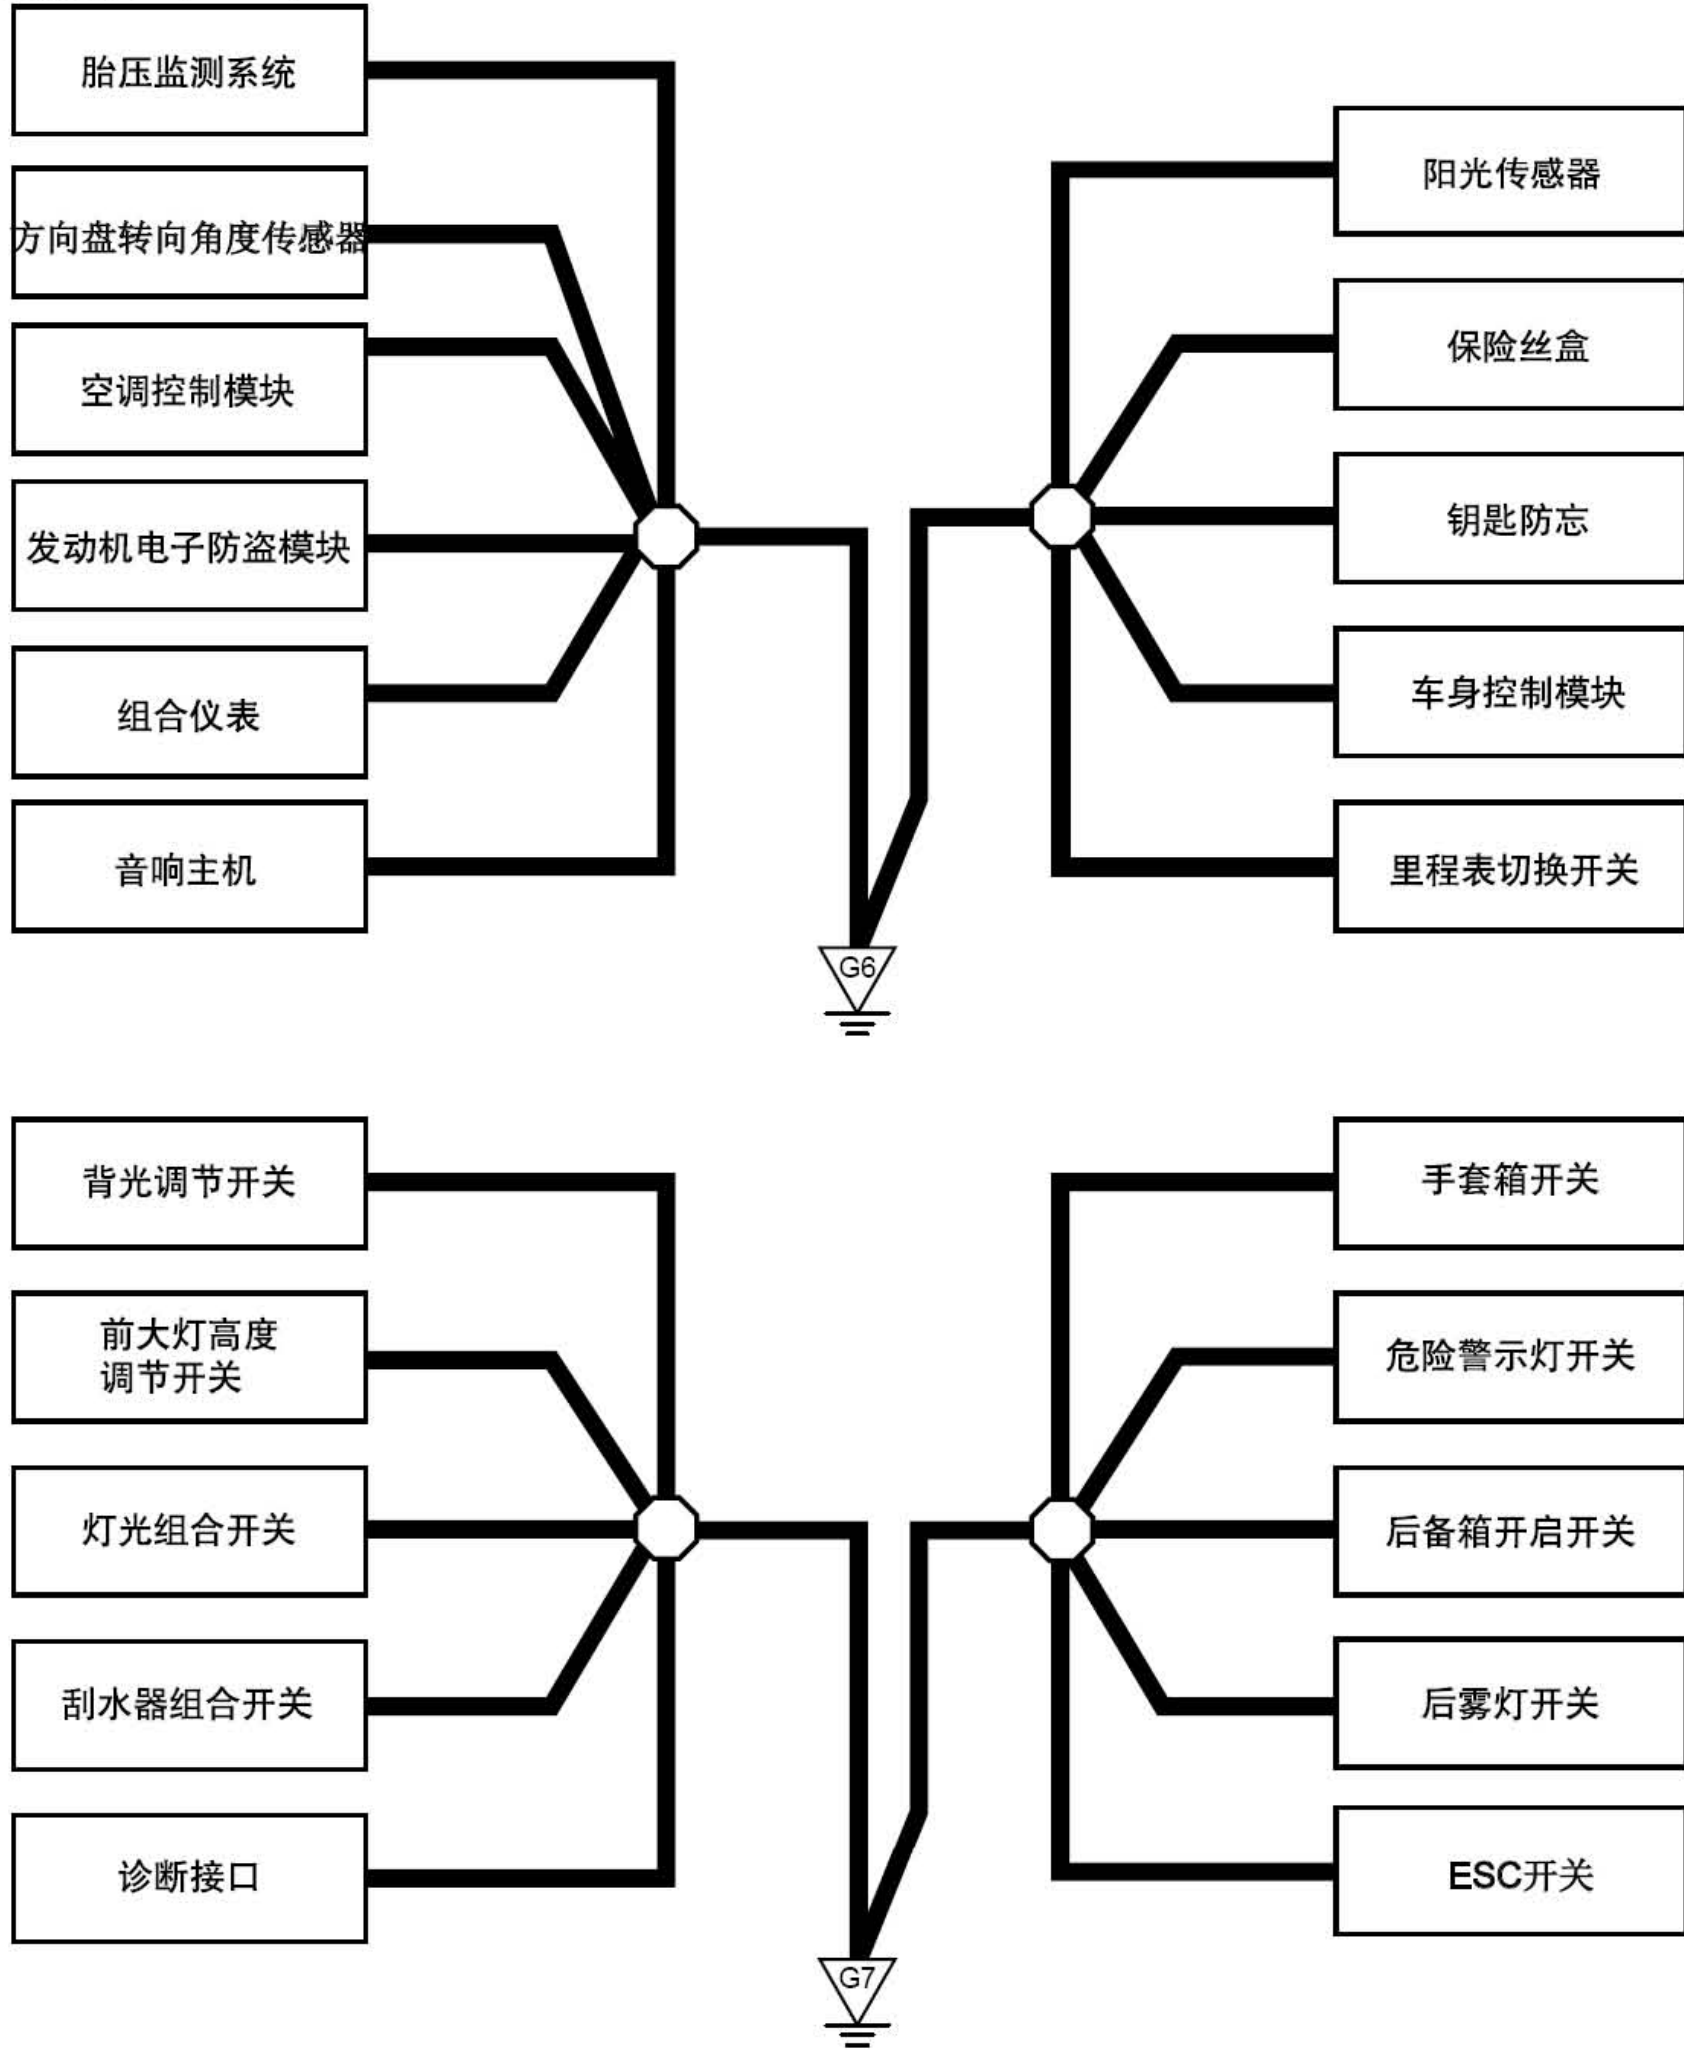 胎压监测系统
方向盘转向角度传感器
空调控制模块
发动机电子防盗模块
组合仪表
音响主机
阳光传感器
保险丝盒
钥匙防忘
车身控制模块
里程表切换开关
G6
背光调节开关
前大灯高度
调节开关
灯光组合开关
刮水器组合开关
诊断接口
手套箱开关
危险警示灯开关
后备箱开启开关
后雾灯开关
ESC开关
G7